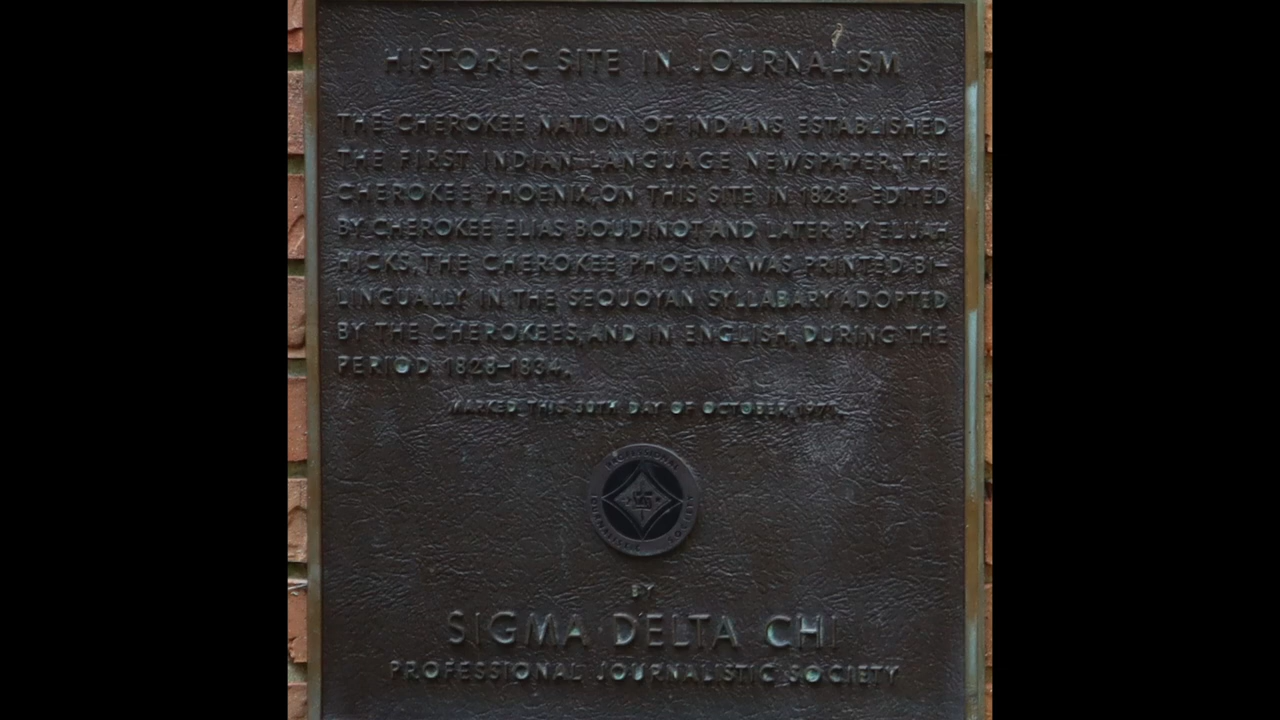 HISTORIC SITE IN JOURNALISM
THE CHEROKEE NATION OF INDIANS ESTABLISHED
THE FIRST INDIAN LANGUAGE NEWSPAPER, THE
CHEROKEE PHOENIX, ON THIS SITE IN 1828. EDITED
BY CHEROKEE ELIAS BOUDINOT AND LATER BY ELIJAH
HICKS, THE CHEROKEE PHOENIX WAS PRINTED BI-
LINGUALLY, IN THE SEQUOYAN SYLLABARY ADOPTED
BY THE CHEROKEES, AND IN ENGLISH, DURING THE
PERIOD 1828-1834.
MARKED THIS 30TH DAY OF OCTOBER,
PROFESSIONAL
JOURNALISTIC SOCIETY
BY
SIGMA DELTA CHI
PROFESSIONAL JOURNALISTIC SOCIETY